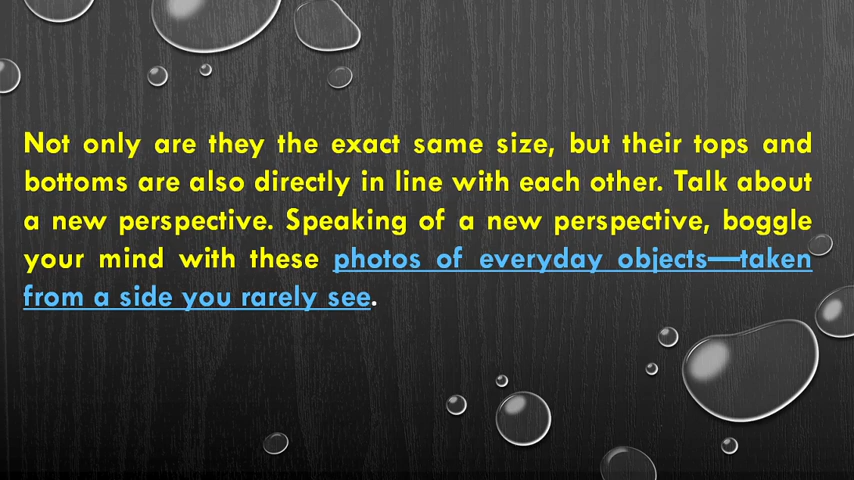 Not only are they the exact same size, but their tops and
bottoms are also directly in line with each other. Talk about
a new perspective. Speaking of a new perspective, boggle
your mind with these photos of everyday objects—taken
from a side you rarely see.